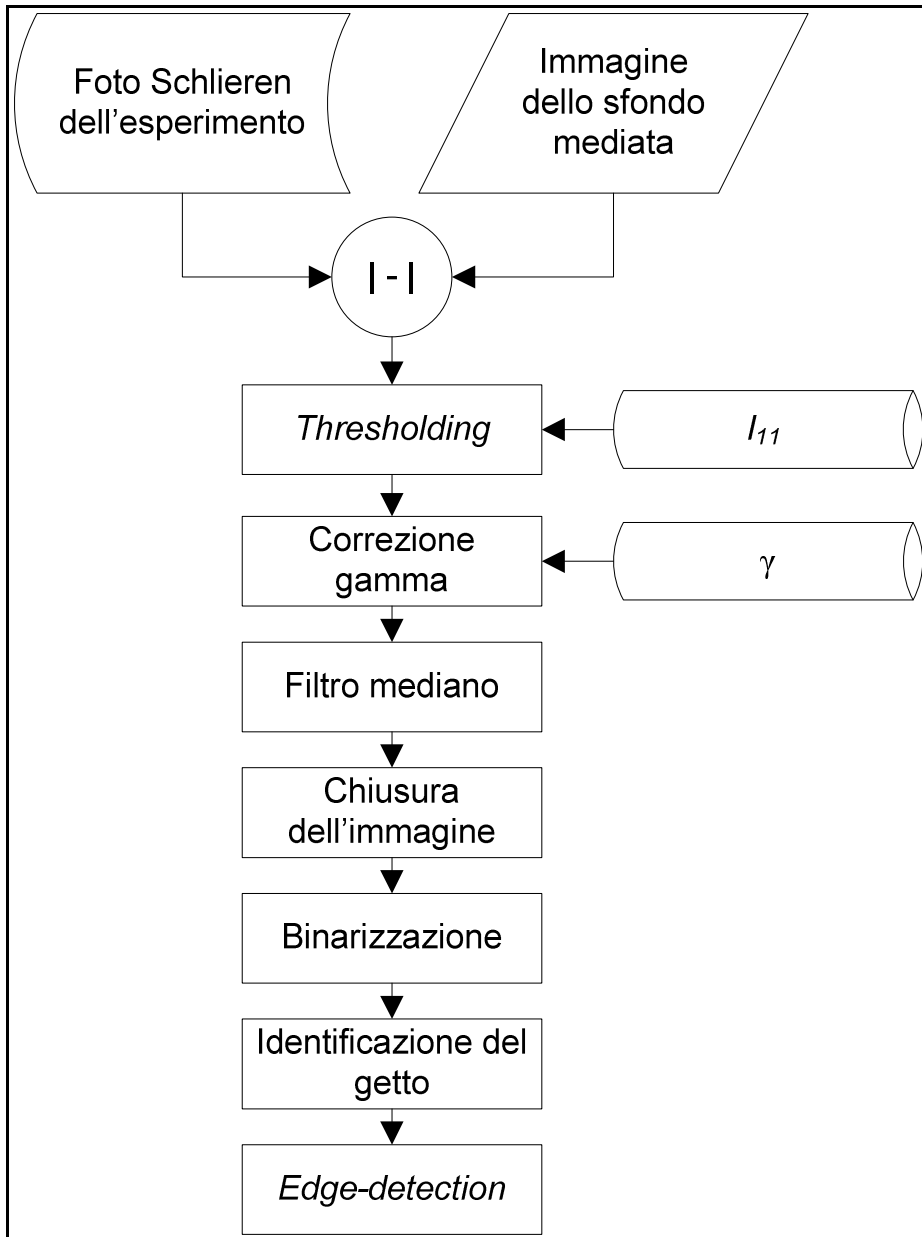 Foto Schlieren
dell'esperimento
Immagine
dello sfondo
mediata
| - |
Thresholding
I11
Correzione
gamma
γ
Filtro mediano
Chiusura
dell'immagine
Binarizzazione
Identificazione del
getto
Edge-detection